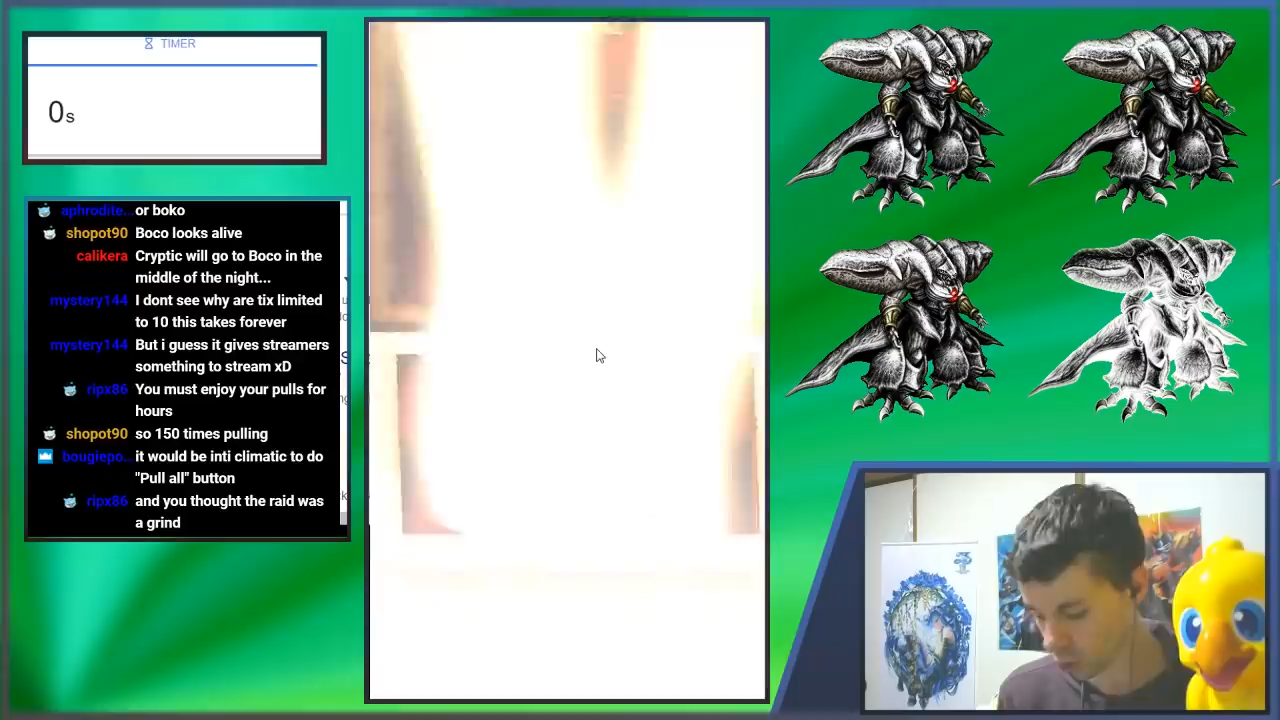 TIMER
0s
aphrodite... or boko
shopot90 Boco looks alive
calikera Cryptic will go to Boco in the
middle of the night...
mystery144 I dont see why are tix limited
to 10 this takes forever
mystery144 But i guess it gives streamers
something to stream xD
ripx86 You must enjoy your pulls for
hours
shopot90 so 150 times pulling
bougiepo... it would be inti climatic to do
"Pull all" button
ripx86 and you thought the raid was
a grind